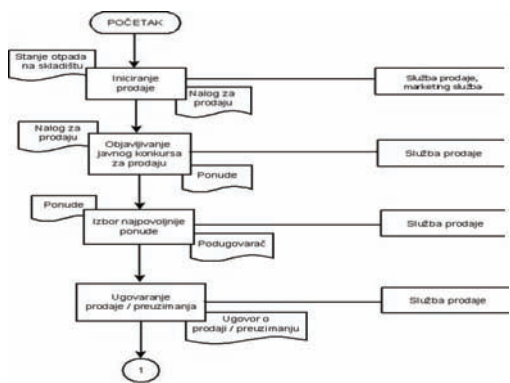 POČETAK
Stanje otpada
na skladištu
Iniciranje
prodaje
Služba prodaje,
marketing služba
Nalog za
prodaju
Nalog za
prodaju
Objavljivanje
javnog konkursa
za prodaju
Služba prodaje
Ponude
Ponude
Izbor najpovoljnije
ponude
Služba prodaje
Podugovarač
Ugovaranje
prodaje / preuzimanja
Služba prodaje
Ugovor o
prodaji / preuzimanju
1